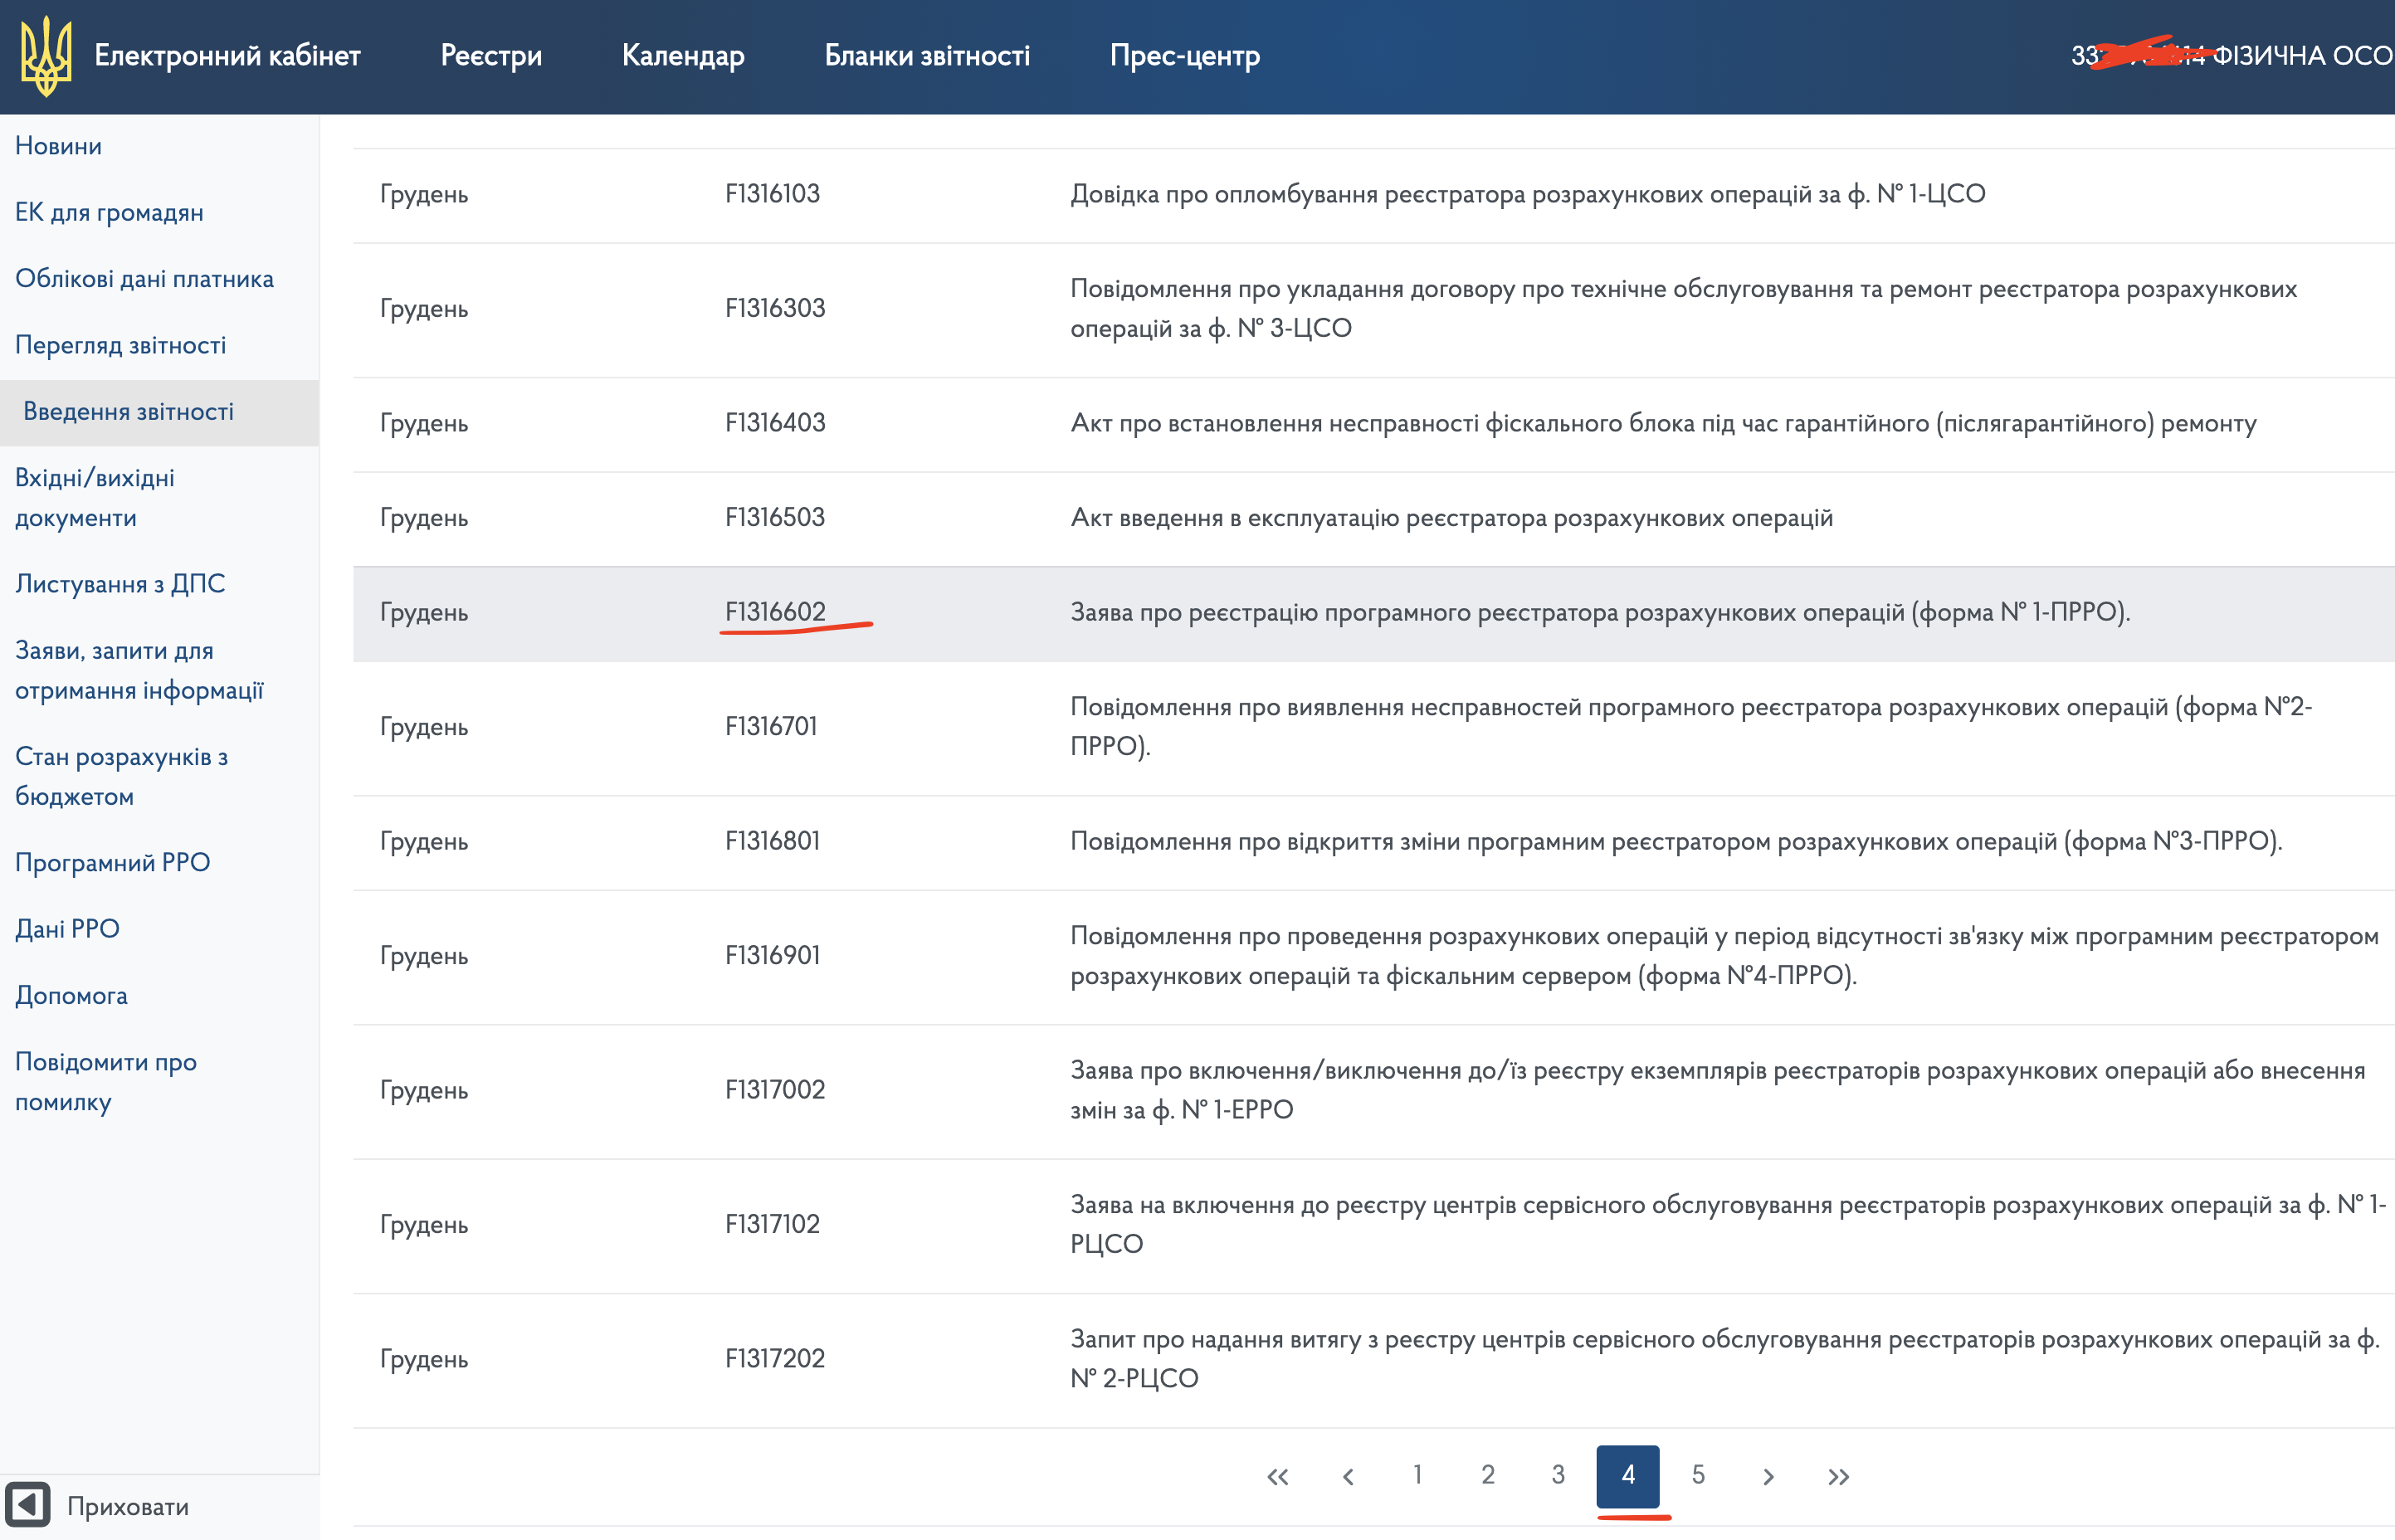 Електронний кабінет Реєстри Календар Бланки звітності Прес-центр ФІЗИЧНА ОСО
Новини
ЕК для громадян
Облікові дані платника
Перегляд звітності
Введення звітності
Вхідні/вихідні
документи
Листування з ДПС
Заяви, запити для
отримання інформації
Стан розрахунків з
бюджетом
Програмний РРО
Дані РРО
Допомога
Повідомити про
помилку
Приховати
Грудень F1316103 Довідка про опломбування реєстратора розрахункових операцій за ф. № 1-ЦСО
Грудень F1316303 Повідомлення про укладання договору про технічне обслуговування та ремонт реєстратора розрахункових
операцій за ф. № 3-ЦСО
Грудень F1316403 Акт про встановлення несправності фіскального блока під час гарантійного (післягарантійного) ремонту
Грудень F1316503 Акт введення в експлуатацію реєстратора розрахункових операцій
Грудень F1316602 Заява про реєстрацію програмного реєстратора розрахункових операцій (форма № 1-ПРРО).
Грудень F1316701 Повідомлення про виявлення несправностей програмного реєстратора розрахункових операцій (форма №2-
ПРРО).
Грудень F1316801 Повідомлення про відкриття зміни програмним реєстратором розрахункових операцій (форма №3-ПРРО).
Грудень F1316901 Повідомлення про проведення розрахункових операцій у період відсутності зв'язку між програмним реєстратором
розрахункових операцій та фіскальним сервером (форма №4-ПРРО).
Грудень F1317002 Заява про включення/виключення до/їз реєстру екземплярів реєстраторів розрахункових операцій або внесення
змін за ф. № 1-ЕРРО
Грудень F1317102 Заява на включення до реєстру центрів сервісного обслуговування реєстраторів розрахункових операцій за ф. № 1-
РЦСО
Грудень F1317202 Запит про надання витягу з реєстру центрів сервісного обслуговування реєстраторів розрахункових операцій за ф.
№ 2-РЦСО
« ‹ 1 2 3 4 5 › »